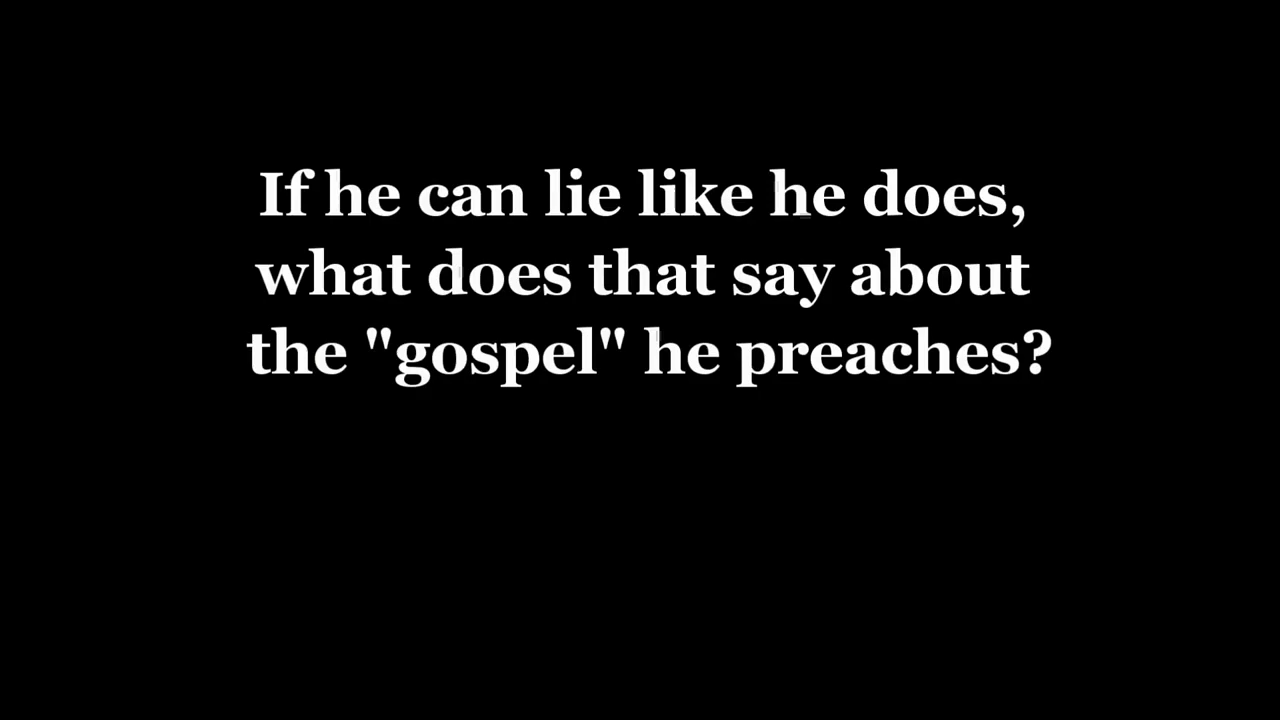 If he can lie like he does,
what does that say about
the "gospel" he preaches?